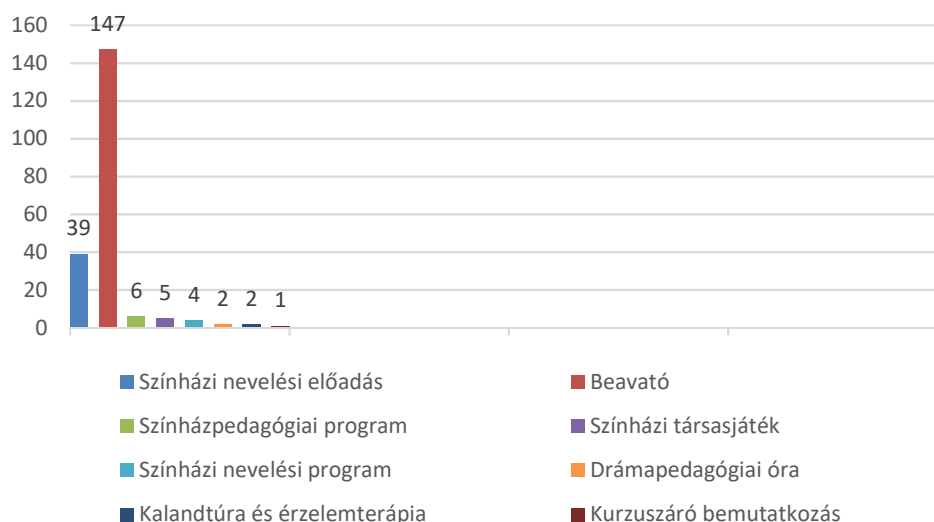 160
147
140
120
100
80
60
39
40
20
6 5 4 2 2 1
0
Színházi nevelési előadás Beavató
Színházpedagógiai program Színházi társasjáték
Színházi nevelési program Drámapedagógiai óra
Kalandtúra és érzelemterápia Kurzuszáró bemutatkozás